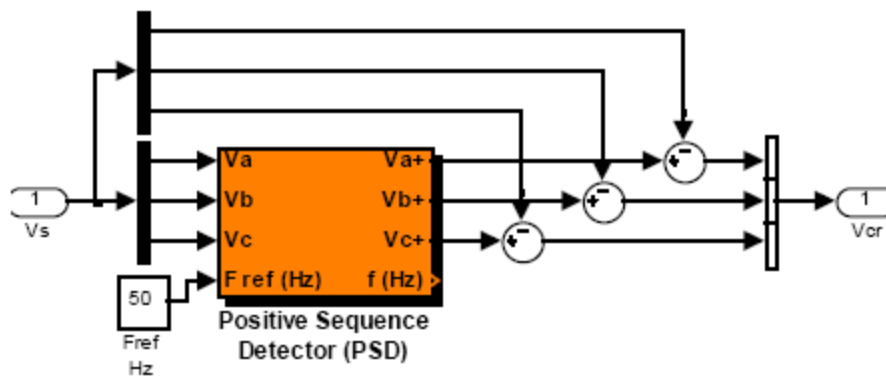 Va Va+
1 Vb Vb+ 1
Vs Vc Vc+ Vcr
50 F ref (Hz) f (Hz)
Fref Positive Sequence
Hz Detector (PSD)